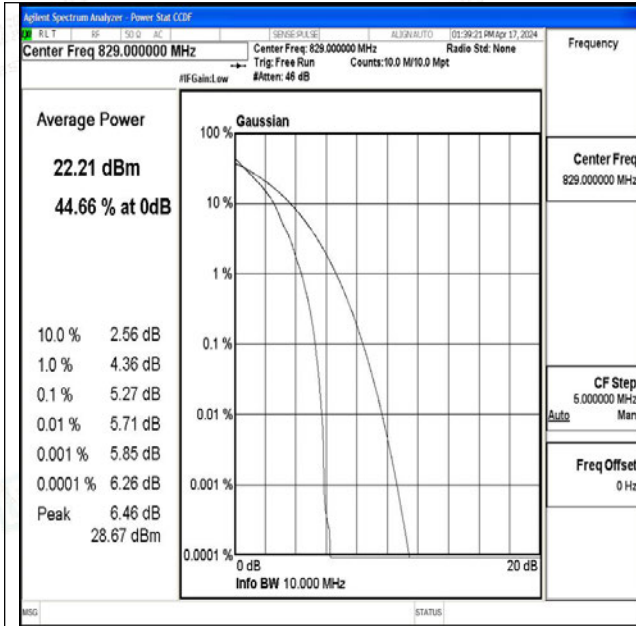 Agilent Spectrum Analyzer - Power Stat CCDF
RL T RF 50 Ω AC SENSE:PULSE ALIGNAUTO 01:39:21 PM Apr 17, 2024
Center Freq 829.000000 MHz
Center Freq: 829.000000 MHz Radio Std: None
Trig: Free Run Counts:10.0 M/10.0 Mpt
#IFGain:Low #Atten: 46 dB
Frequency
Average Power
22.21 dBm
44.66 % at 0dB
10.0 % 2.56 dB
1.0 % 4.36 dB
0.1 % 5.27 dB
0.01 % 5.71 dB
0.001 % 5.85 dB
0.0001 % 6.26 dB
Peak 6.46 dB
28.67 dBm
Gaussian
100 %
10 %
1 %
0.1 %
0.01 %
0.001 %
0.0001 %
0 dB 20 dB
Info BW 10.000 MHz
Center Freq
829.000000 MHz
CF Step
5.000000 MHz
Auto Man
Freq Offset
0 Hz
MSG STATUS